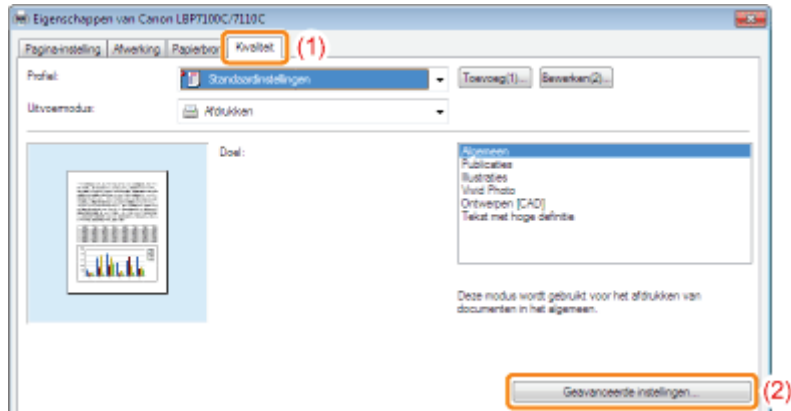 Eigenschappen van Canon LBP7100C/7110C
Pagina-instelling Afwerking Papierbron Kwaliteit (1)
Profiel: Standaardinstellingen Toevoeg(1)... Bewerken(2)...
Uitvoermodus: Afdrukken
Doel: Algemeen
Publicaties
Illustraties
Vivid Photo
Ontwerpen [CAD]
Tekst met hoge definitie
Deze modus wordt gebruikt voor het afdrukken van
documenten in het algemeen.
Geavanceerde instellingen... (2)